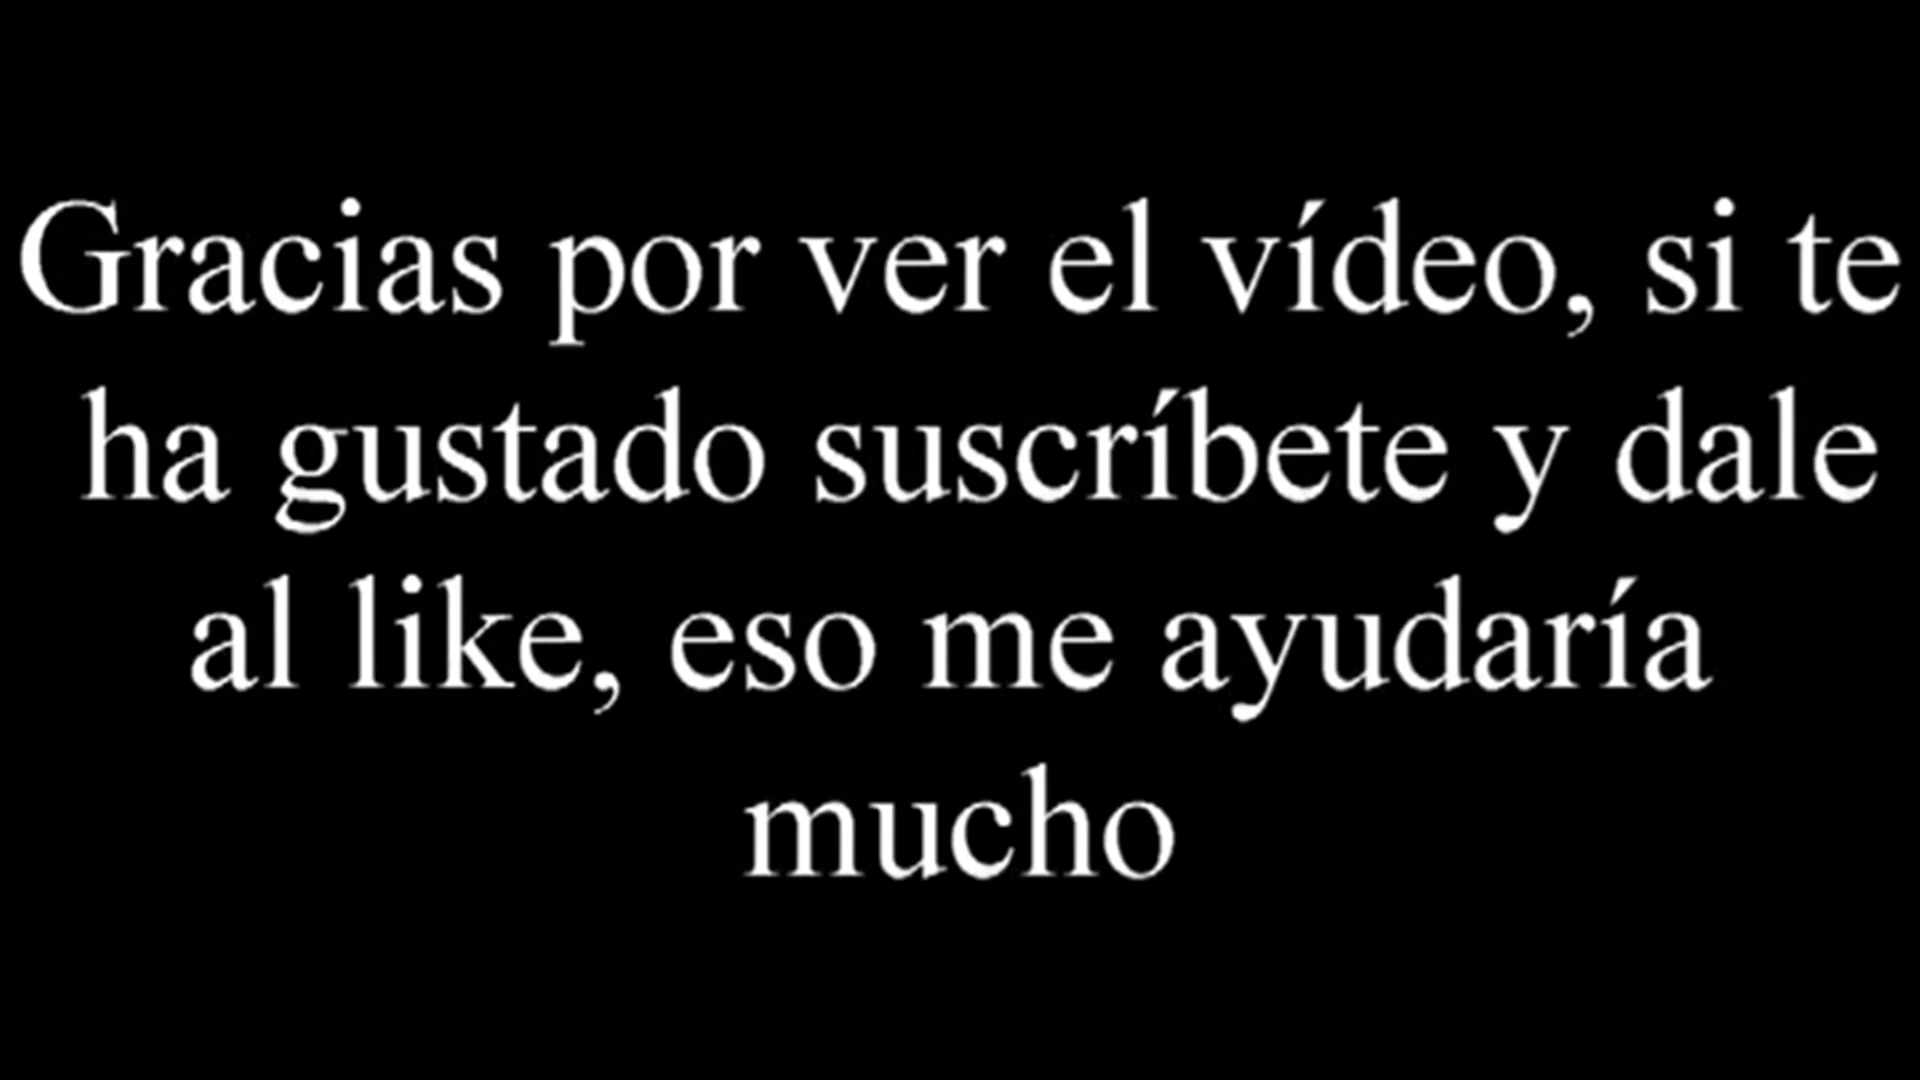 Gracias por ver el vídeo, si te
ha gustado suscríbete y dale
al like, eso me ayudaría
mucho